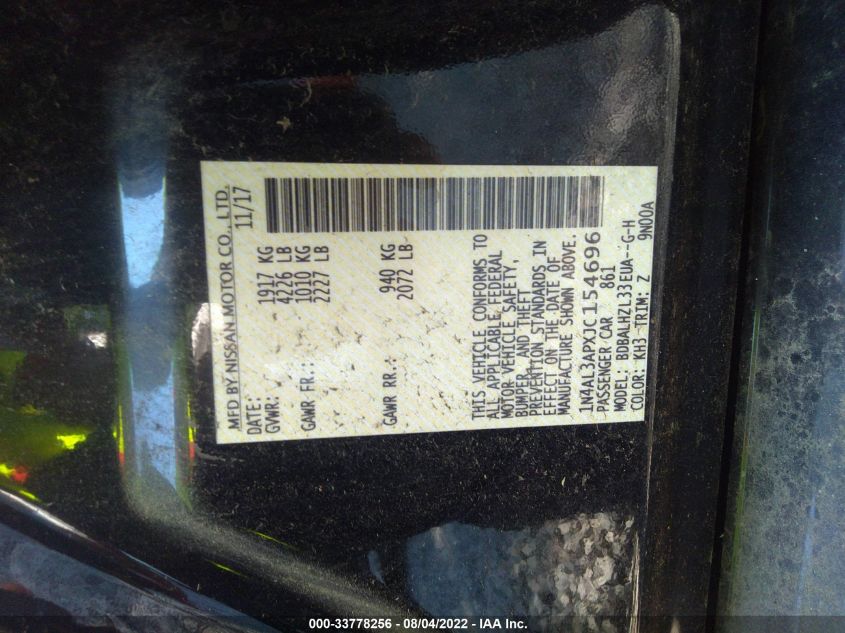 MFD BY NISSAN MOTOR CO., LTD.
DATE: 11/17
GVWR: 1917 KG
4226 LB
GAWR FR.: 1010 KG
2227 LB
GAWR RR.: 940 KG
2072 LB
THIS VEHICLE CONFORMS TO
ALL APPLICABLE FEDERAL
MOTOR VEHICLE SAFETY,
BUMPER, AND THEFT
PREVENTION STANDARDS IN
EFFECT ON THE DATE OF
MANUFACTURE SHOWN ABOVE.
1N4AL3APXJC154696
PASSENGER CAR 861
MODEL: BDBALHZL33EUA--G-H
COLOR: KH3 TRIM: Z 9N00A
000-33778256 - 08/04/2022 - IAA Inc.